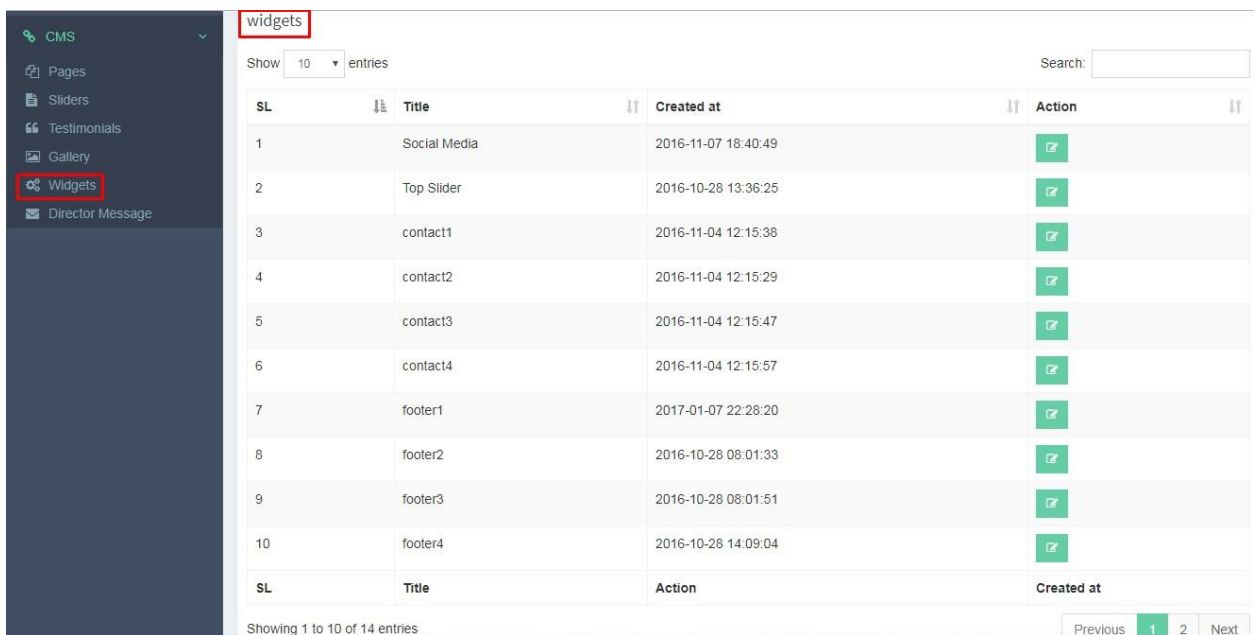 CMS
Pages
Sliders
Testimonials
Gallery
Widgets
Director Message
widgets
Show 10 entries Search:
SL Title Created at Action
1 Social Media 2016-11-07 18:40:49
2 Top Slider 2016-10-28 13:36:25
3 contact1 2016-11-04 12:15:38
4 contact2 2016-11-04 12:15:29
5 contact3 2016-11-04 12:15:47
6 contact4 2016-11-04 12:15:57
7 footer1 2017-01-07 22:28:20
8 footer2 2016-10-28 08:01:33
9 footer3 2016-10-28 08:01:51
10 footer4 2016-10-28 14:09:04
SL Title Action Created at
Showing 1 to 10 of 14 entries Previous 1 2 Next